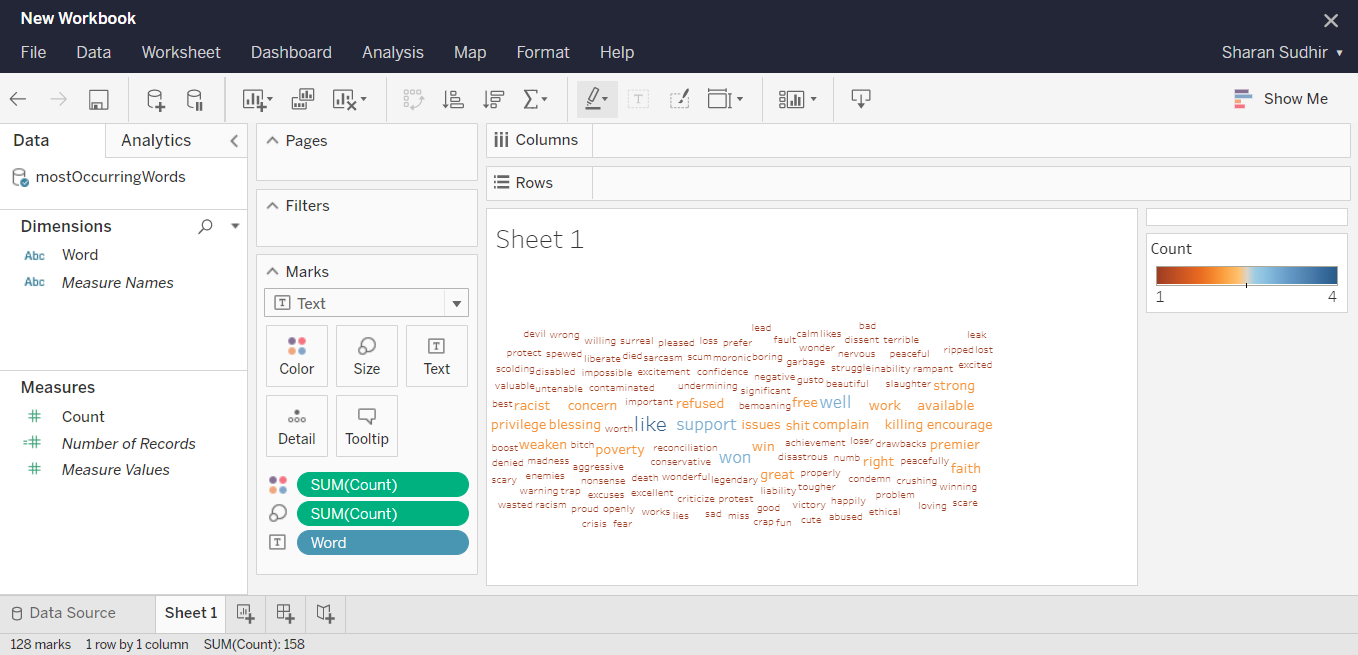 New Workbook
File Data Worksheet Dashboard Analysis Map Format Help Sharan Sudhir
Show Me
Data Analytics
mostOccurringWords
Dimensions
Abc Word
Abc Measure Names
Measures
Count
Number of Records
Measure Values
Pages
Filters
Marks
T Text
Color Size Text
Detail Tooltip
SUM(Count)
SUM(Count)
Word
Columns
Rows
Sheet 1
lead bad
devil wrong willing surreal pleased loss prefer fault calm likes dissent terrible leak
protect spewed liberate died sarcasm scum moronic boring wonder nervous peaceful ripped lost
scolding disabled impossible excitement confidence garbage struggle inability rampant excited
valuable untenable contaminated undermining negative gusto beautiful slaughter strong
significant
best racist concern important refused bemoaning free well work available
privilege blessing worth like support issues shit complain killing encourage
boost weaken bitch poverty reconciliation win achievement loser drawbacks premier
denied madness aggressive conservative won disastrous numb right peacefully faith
scary enemies nonsense death wonderful legendary great properly condemn crushing winning
warning trap excuses excellent criticize protest liability tougher problem
wasted racism proud openly works lies sad miss good victory happily ethical loving scare
crisis fear crap fun cute abused
Count
1 4
Data Source Sheet 1
128 marks 1 row by 1 column SUM(Count): 158